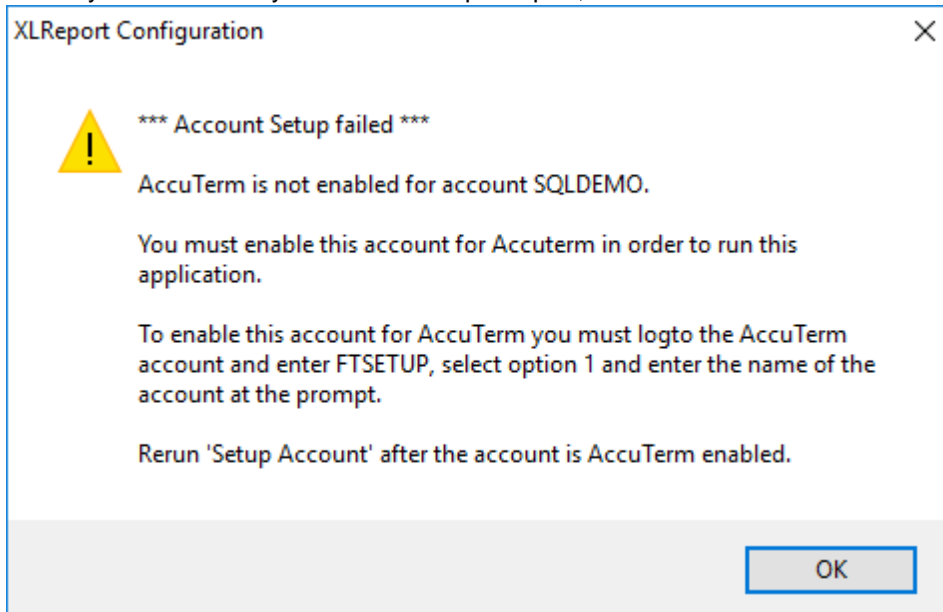 XLReport Configuration
*** Account Setup failed ***
AccuTerm is not enabled for account SQLDEMO.
You must enable this account for Accuterm in order to run this
application.
To enable this account for AccuTerm you must logto the AccuTerm
account and enter FTSETUP, select option 1 and enter the name of the
account at the prompt.
Rerun 'Setup Account' after the account is AccuTerm enabled.
OK